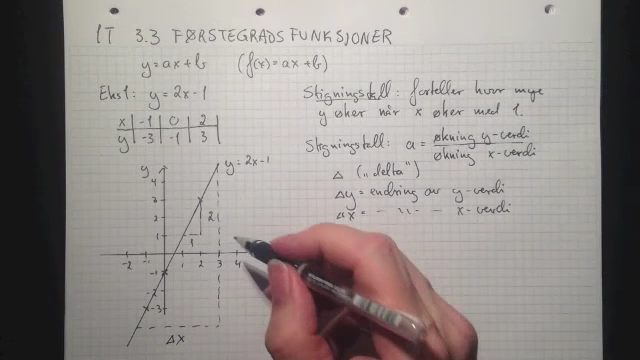 1T 3.3 FØRSTEGRADSFUNKSJONER
y = ax + b (f(x) = ax + b)
Eks1: y = 2x - 1
x | -1 | 0 | 2
y | -3 | -1 | 3
Stigningstall: forteller hvor mye
y øker når x øker med 1.
Stigningstall: a = økning y-verdi
økning x-verdi
Δ ("delta")
Δy = endring av y-verdi
Δx = - " - x-verdi
y
y = 2x - 1
4
3
2
1
2
1
-2 -1 1 2 3 4
-1
-3
Δx